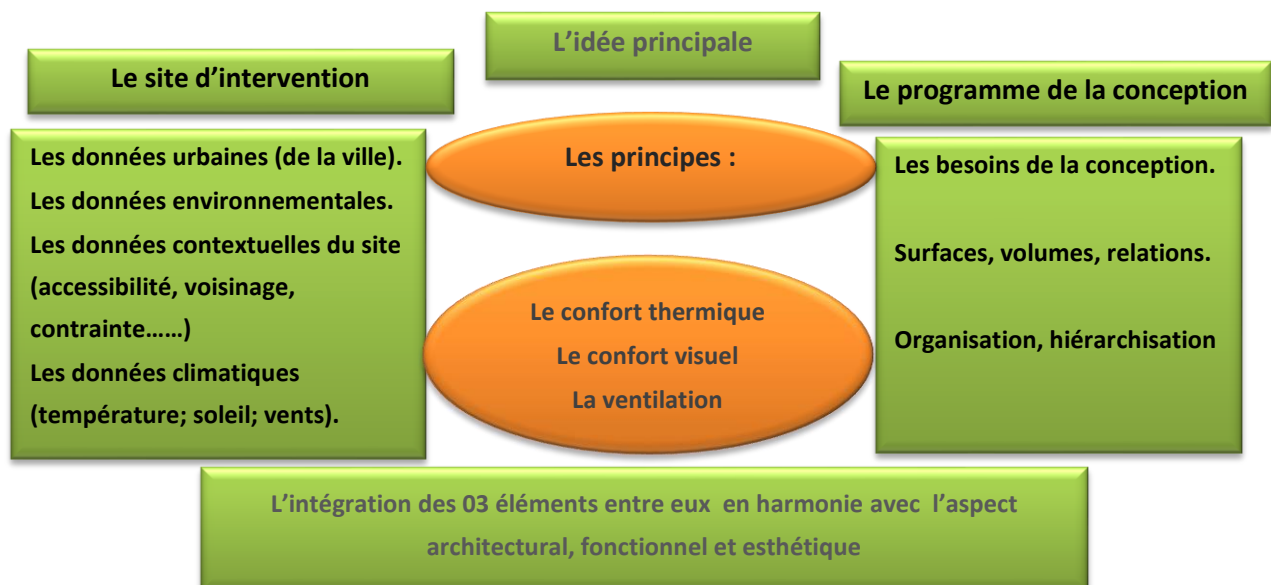 L'idée principale
Le site d'intervention
Le programme de la conception
Les données urbaines (de la ville).
Les données environnementales.
Les données contextuelles du site
(accessibilité, voisinage,
contrainte……)
Les données climatiques
(température; soleil; vents).
Les principes :
Le confort thermique
Le confort visuel
La ventilation
Les besoins de la conception.
Surfaces, volumes, relations.
Organisation, hiérarchisation
L'intégration des 03 éléments entre eux en harmonie avec l'aspect
architectural, fonctionnel et esthétique